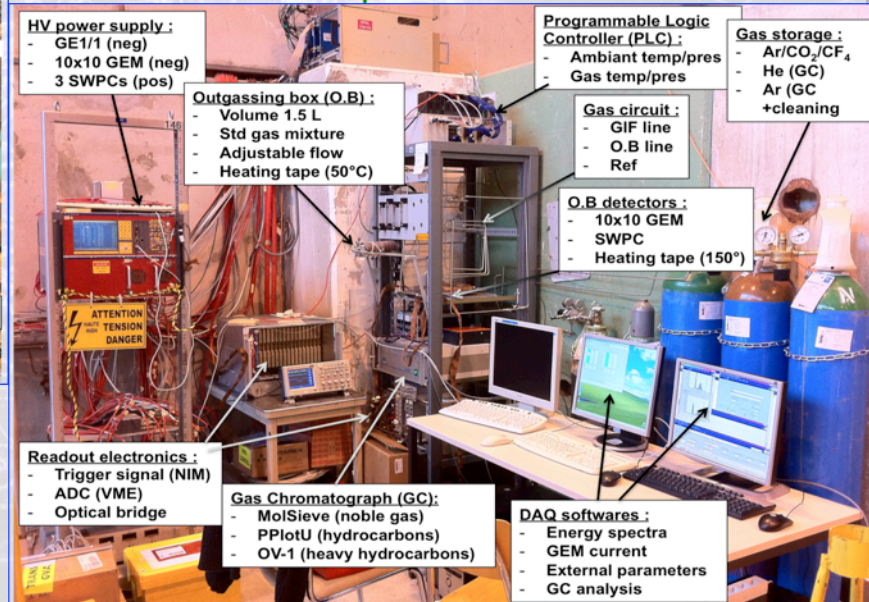 HV power supply :
- GE1/1 (neg)
- 10x10 GEM (neg)
- 3 SWPCs (pos)
Outgassing box (O.B) :
- Volume 1.5 L
- Std gas mixture
- Adjustable flow
- Heating tape (50°C)
Programmable Logic
Controller (PLC) :
- Ambiant temp/pres
- Gas temp/pres
Gas circuit :
- GIF line
- O.B line
- Ref
Gas storage :
- Ar/CO₂/CF₄
- He (GC)
- Ar (GC
+cleaning
O.B detectors :
- 10x10 GEM
- SWPC
- Heating tape (150°)
146
ATTENTION
HAUTE TENSION
HIGH
DANGER
N
Readout electronics :
- Trigger signal (NIM)
- ADC (VME)
- Optical bridge
Gas Chromatograph (GC):
- MolSieve (noble gas)
- PPlotU (hydrocarbons)
- OV-1 (heavy hydrocarbons)
DAQ softwares :
- Energy spectra
- GEM current
- External parameters
- GC analysis